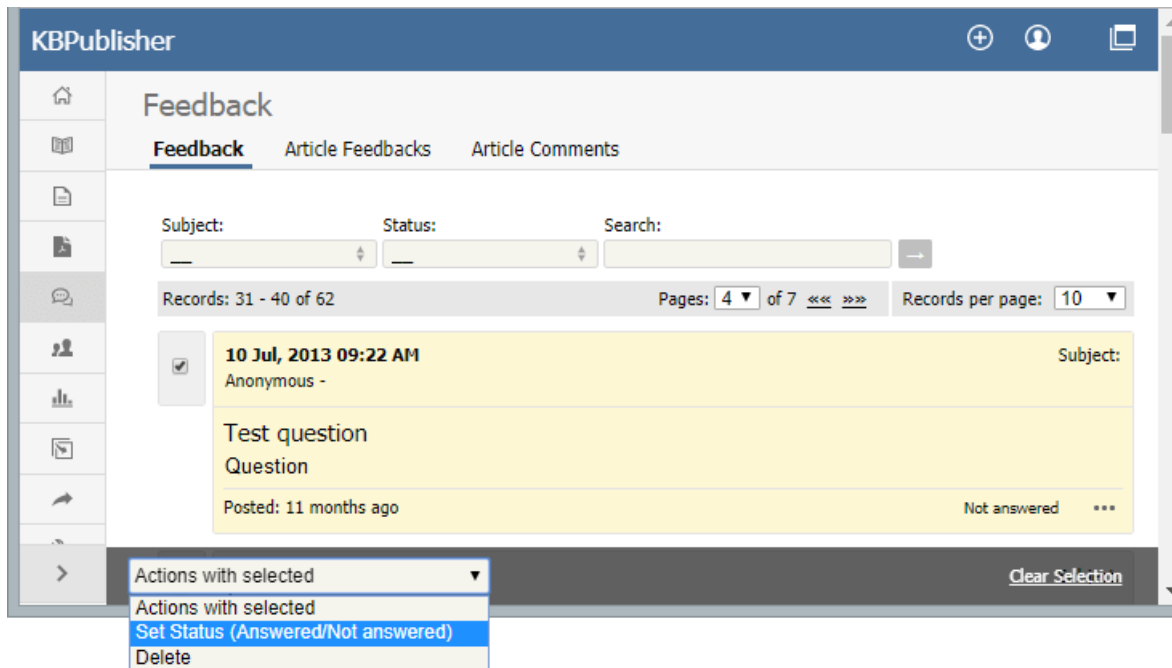 KBPublisher
Feedback
Feedback Article Feedbacks Article Comments
Subject: Status: Search:
__ __ →
Records: 31 - 40 of 62 Pages: 4 ▼ of 7 «« »» Records per page: 10 ▼
10 Jul, 2013 09:22 AM Subject:
Anonymous -
Test question
Question
Posted: 11 months ago Not answered •••
Actions with selected ▼ Clear Selection
Actions with selected
Set Status (Answered/Not answered)
Delete